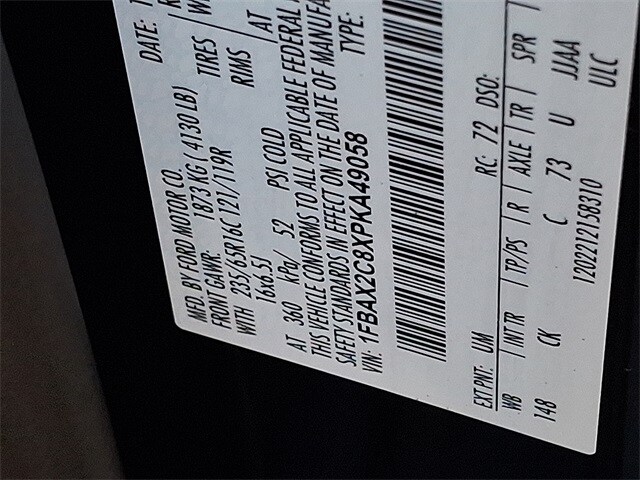 MFD. BY FORD MOTOR CO.
DATE:
FRONT GAWR: 1873 KG ( 4130 LB)
WITH 235/65R16C 121/119R TIRES
16x6.5J RIMS
AT 360 kPa/ 52 PSI COLD AT
THIS VEHICLE CONFORMS TO ALL APPLICABLE FEDERAL
SAFETY STANDARDS IN EFFECT ON THE DATE OF MANUFA
VIN: 1FBAX2C8XPKA49058 TYPE:
EXT PNT: UM RC: 72 DSO:
WB | INT TR | TP/PS | R | AXLE | TR | SPR
148 CK C 73 U JJAA
1202212158310 ULC